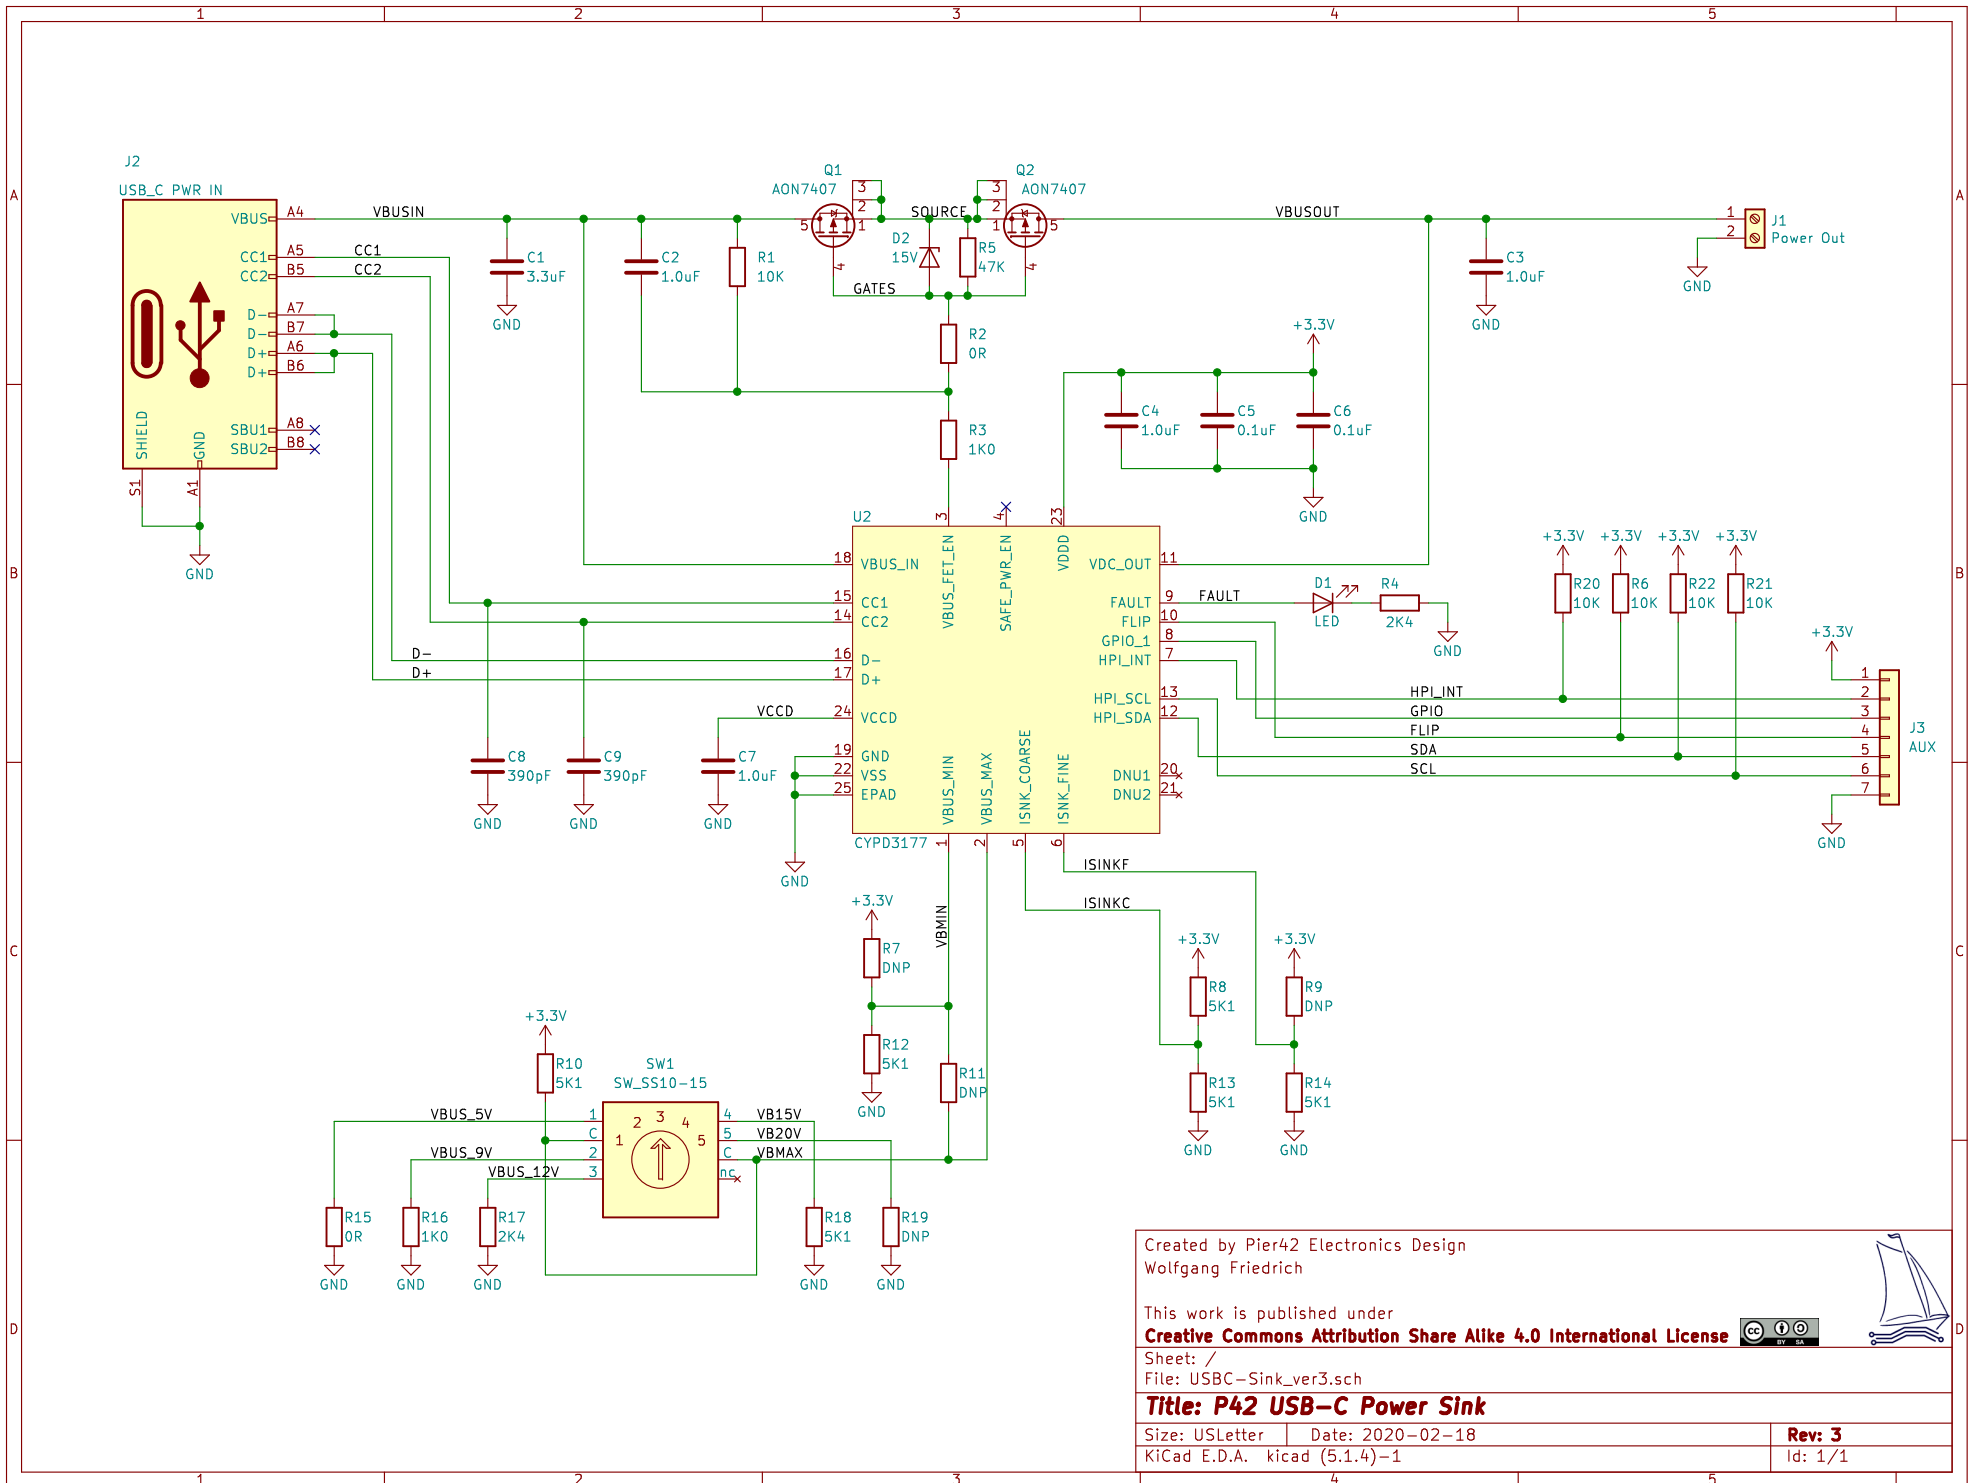 1 2 3 4 5
A
B
C
D
A
B
C
D
1 2 3 4 5
J2
USB_C PWR IN
VBUS A4
CC1 A5
CC2 B5
D- A7
D- B7
D+ A6
D+ B6
SBU1 A8
SBU2 B8
SHIELD
GND
S1
A1
GND
VBUSIN
CC1
CC2
C1
3.3uF
GND
C2
1.0uF
R1
10K
Q1
AON7407
3
2
5 1
4
SOURCE
D2
15V
R5
47K
GATES
Q2
AON7407
3
2
1 5
4
VBUSOUT
C3
1.0uF
GND
1
2
J1
Power Out
GND
R2
0R
R3
1K0
+3.3V
C4
1.0uF
C5
0.1uF
C6
0.1uF
GND
U2
3
4
23
VBUS_FET_EN
SAFE_PWR_EN
VDDD
18 VBUS_IN
15 CC1
14 CC2
16 D-
17 D+
24 VCCD
19 GND
22 VSS
25 EPAD
VDC_OUT 11
FAULT 9
FLIP 10
GPIO_1 8
HPI_INT 7
HPI_SCL 13
HPI_SDA 12
DNU1 20
DNU2 21
VBUS_MIN
VBUS_MAX
ISNK_COARSE
ISNK_FINE
CYPD3177
1
2
5
6
D-
D+
VCCD
C8
390pF
GND
C9
390pF
GND
C7
1.0uF
GND
GND
FAULT
D1
LED
R4
2K4
GND
+3.3V
R20
10K
+3.3V
R6
10K
+3.3V
R22
10K
+3.3V
R21
10K
+3.3V
HPI_INT
GPIO
FLIP
SDA
SCL
1
2
3
4
5
6
7
J3
AUX
GND
ISINKF
ISINKC
+3.3V
R7
DNP
VBMIN
R12
5K1
GND
R11
DNP
+3.3V
R8
5K1
R13
5K1
GND
+3.3V
R9
DNP
R14
5K1
GND
+3.3V
R10
5K1
SW1
SW_SS10-15
1
C
2
3
1 2 3 4 5
4
5
C
nc
VBUS_5V
VBUS_9V
VBUS_12V
VB15V
VB20V
VBMAX
R15
0R
GND
R16
1K0
GND
R17
2K4
GND
R18
5K1
GND
R19
DNP
GND
Created by Pier42 Electronics Design
Wolfgang Friedrich
This work is published under
Creative Commons Attribution Share Alike 4.0 International License
cc BY SA
Sheet: /
File: USBC-Sink_ver3.sch
Title: P42 USB-C Power Sink
Size: USLetter Date: 2020-02-18 Rev: 3
KiCad E.D.A. kicad (5.1.4)-1 Id: 1/1